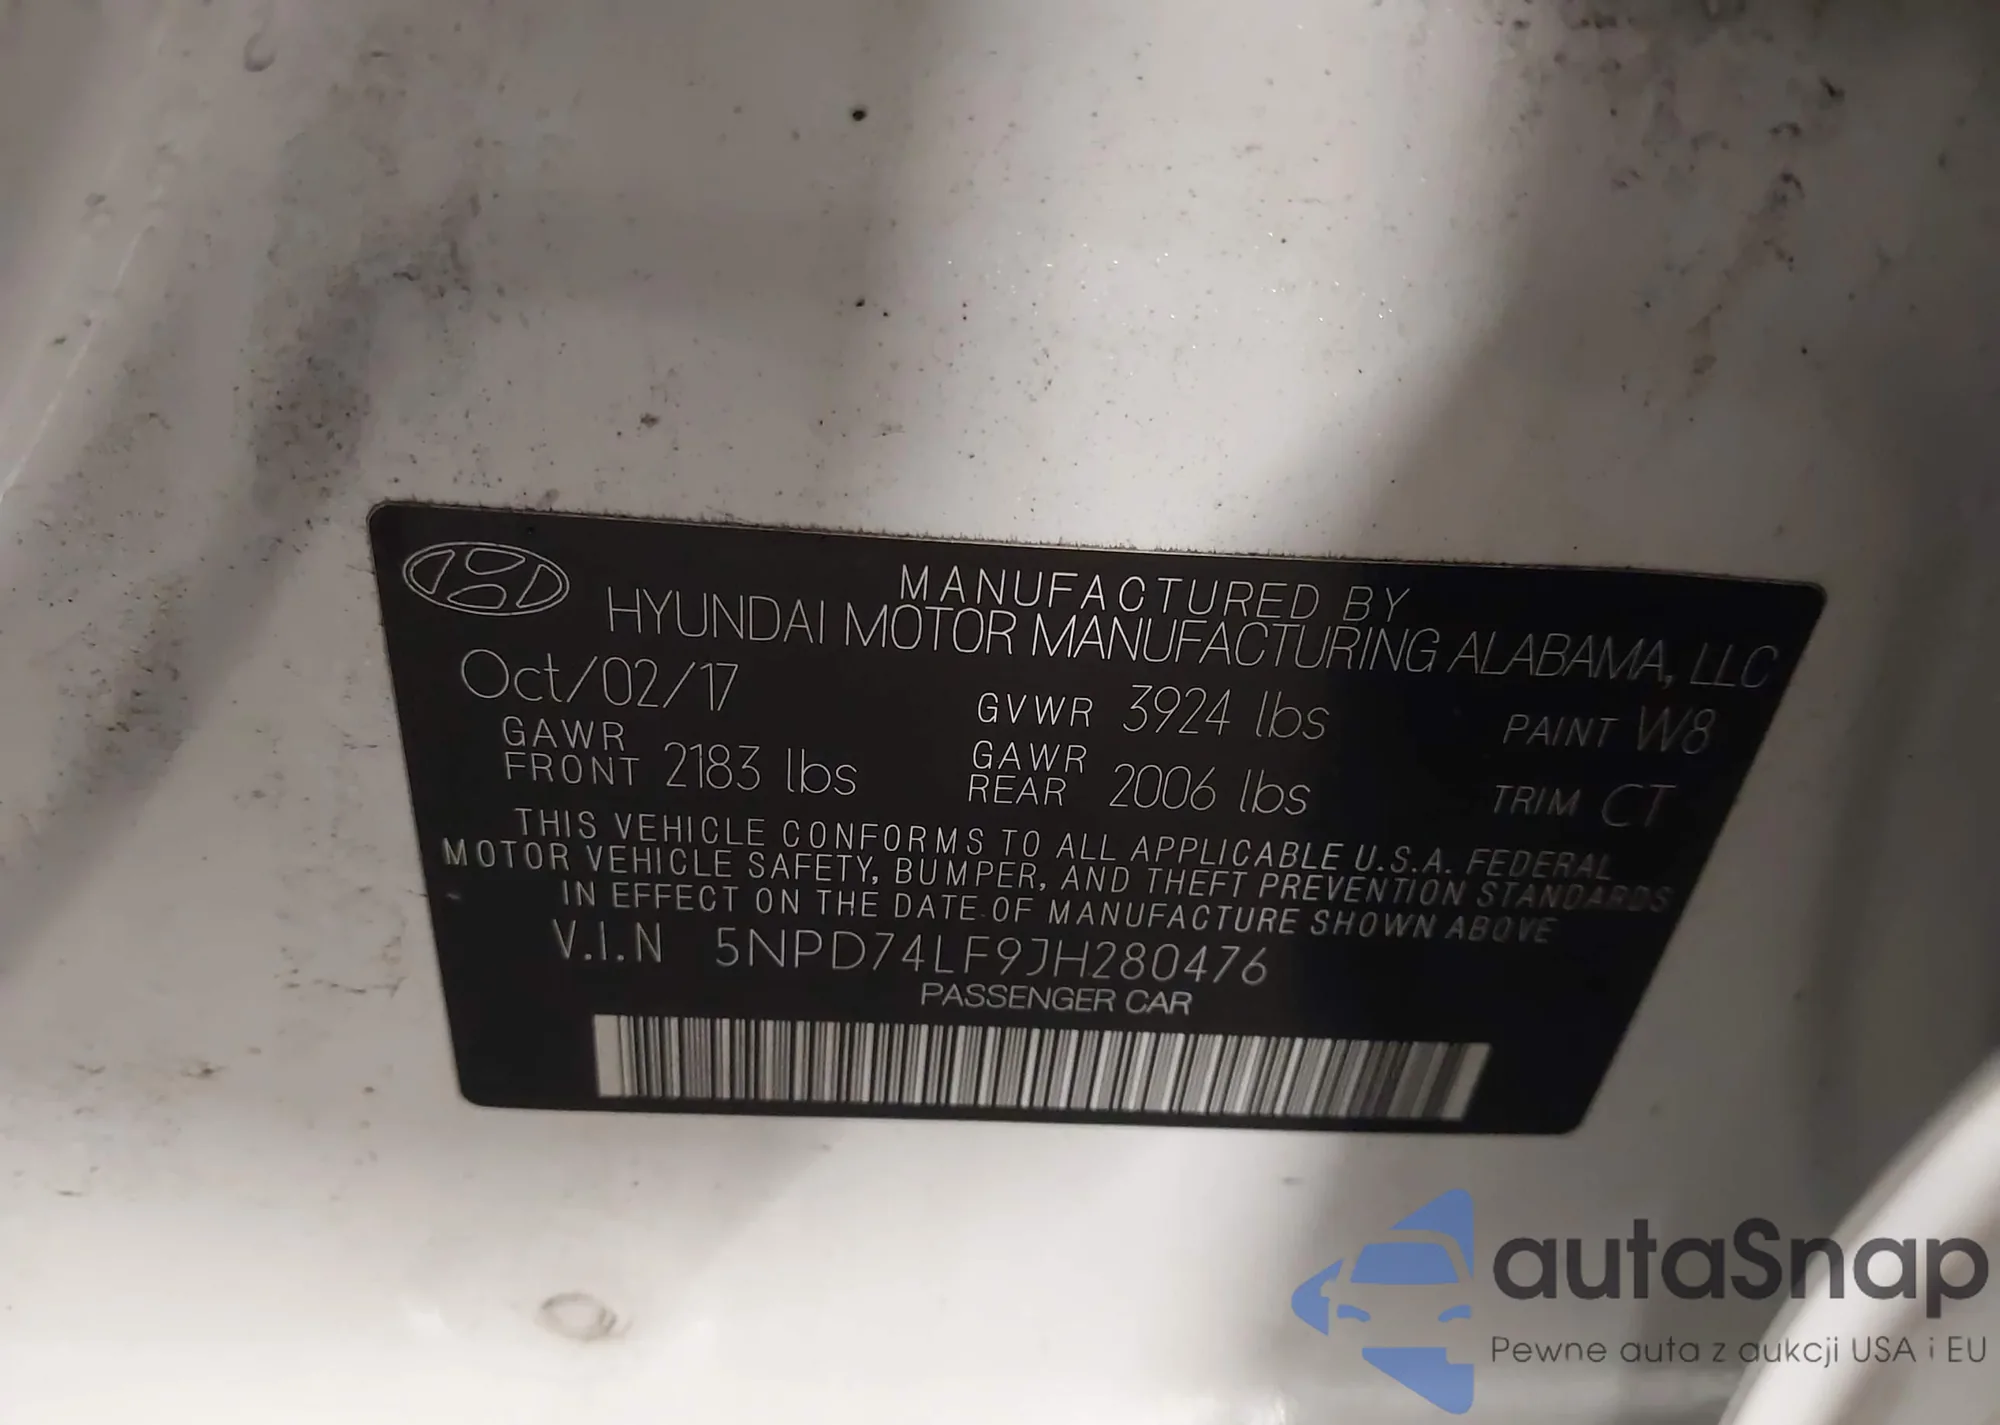 MANUFACTURED BY
HYUNDAI MOTOR MANUFACTURING ALABAMA, LLC
Oct/02/17
GVWR 3924 lbs
PAINT W8
GAWR FRONT 2183 lbs
GAWR REAR 2006 lbs
TRIM CT
THIS VEHICLE CONFORMS TO ALL APPLICABLE U.S.A. FEDERAL
MOTOR VEHICLE SAFETY, BUMPER, AND THEFT PREVENTION STANDARDS
IN EFFECT ON THE DATE OF MANUFACTURE SHOWN ABOVE
V.I.N 5NPD74LF9JH280476
PASSENGER CAR
autaSnap
Pewne auta z aukcji USA i EU